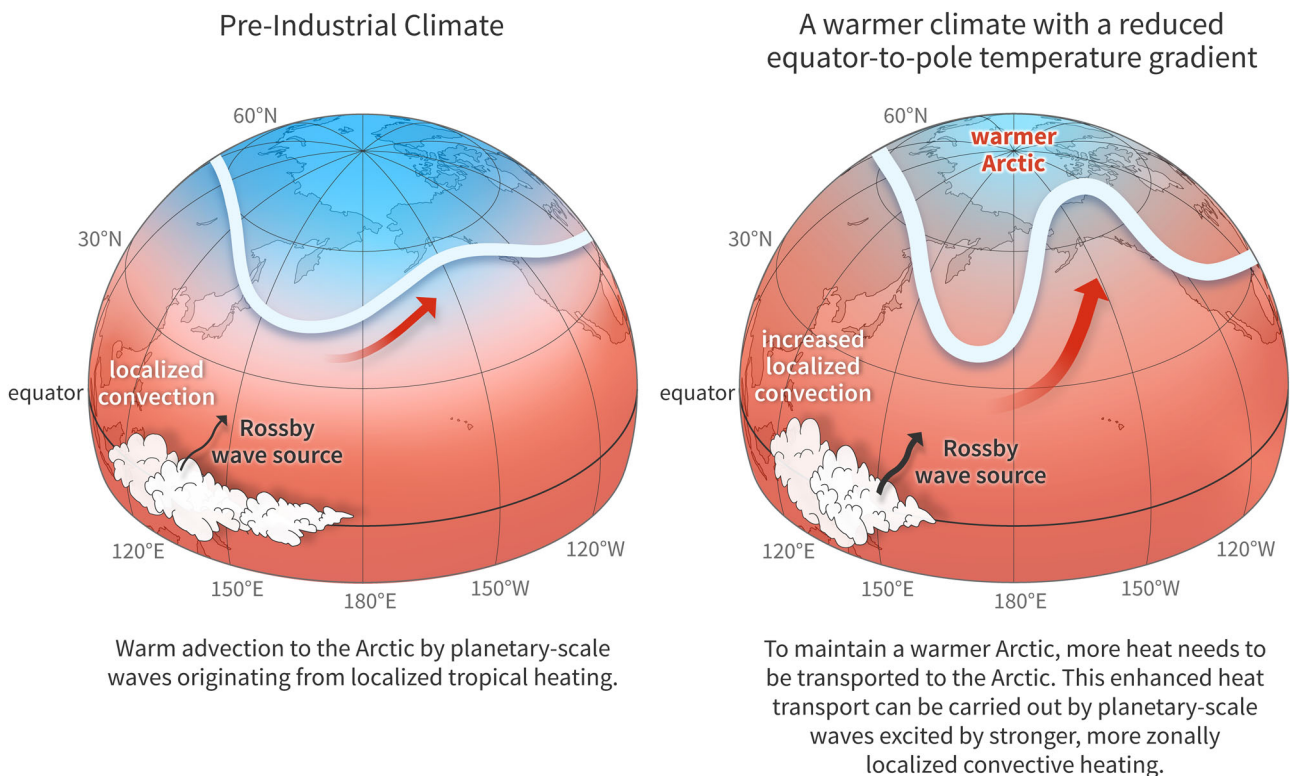 Pre-Industrial Climate
60°N
30°N
localized
convection
equator
Rossby
wave source
120°E
150°E
180°E
150°W
120°W
Warm advection to the Arctic by planetary-scale
waves originating from localized tropical heating.
A warmer climate with a reduced
equator-to-pole temperature gradient
60°N
warmer
Arctic
30°N
increased
localized
convection
equator
Rossby
wave source
120°E
150°E
180°E
150°W
120°W
To maintain a warmer Arctic, more heat needs to
be transported to the Arctic. This enhanced heat
transport can be carried out by planetary-scale
waves excited by stronger, more zonally
localized convective heating.